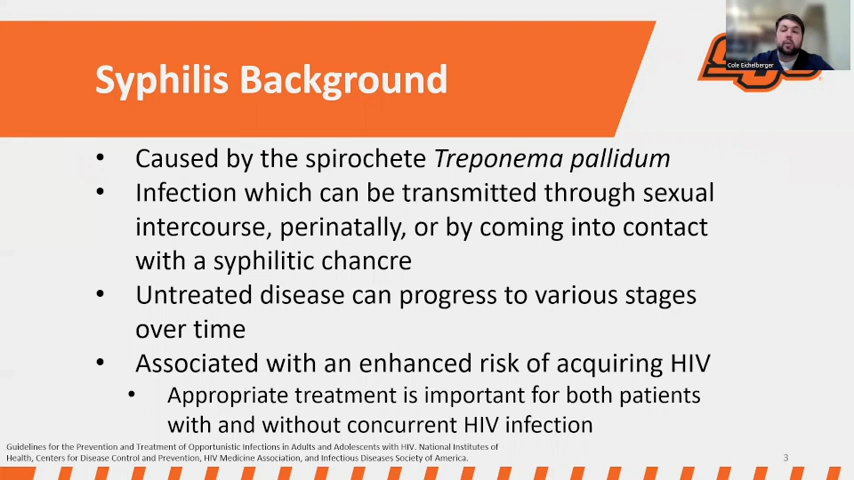 Syphilis Background
Cole Eichelberger
• Caused by the spirochete Treponema pallidum
• Infection which can be transmitted through sexual
intercourse, perinatally, or by coming into contact
with a syphilitic chancre
• Untreated disease can progress to various stages
over time
• Associated with an enhanced risk of acquiring HIV
• Appropriate treatment is important for both patients
with and without concurrent HIV infection
Guidelines for the Prevention and Treatment of Opportunistic Infections in Adults and Adolescents with HIV. National Institutes of
Health, Centers for Disease Control and Prevention, HIV Medicine Association, and Infectious Diseases Society of America.
3